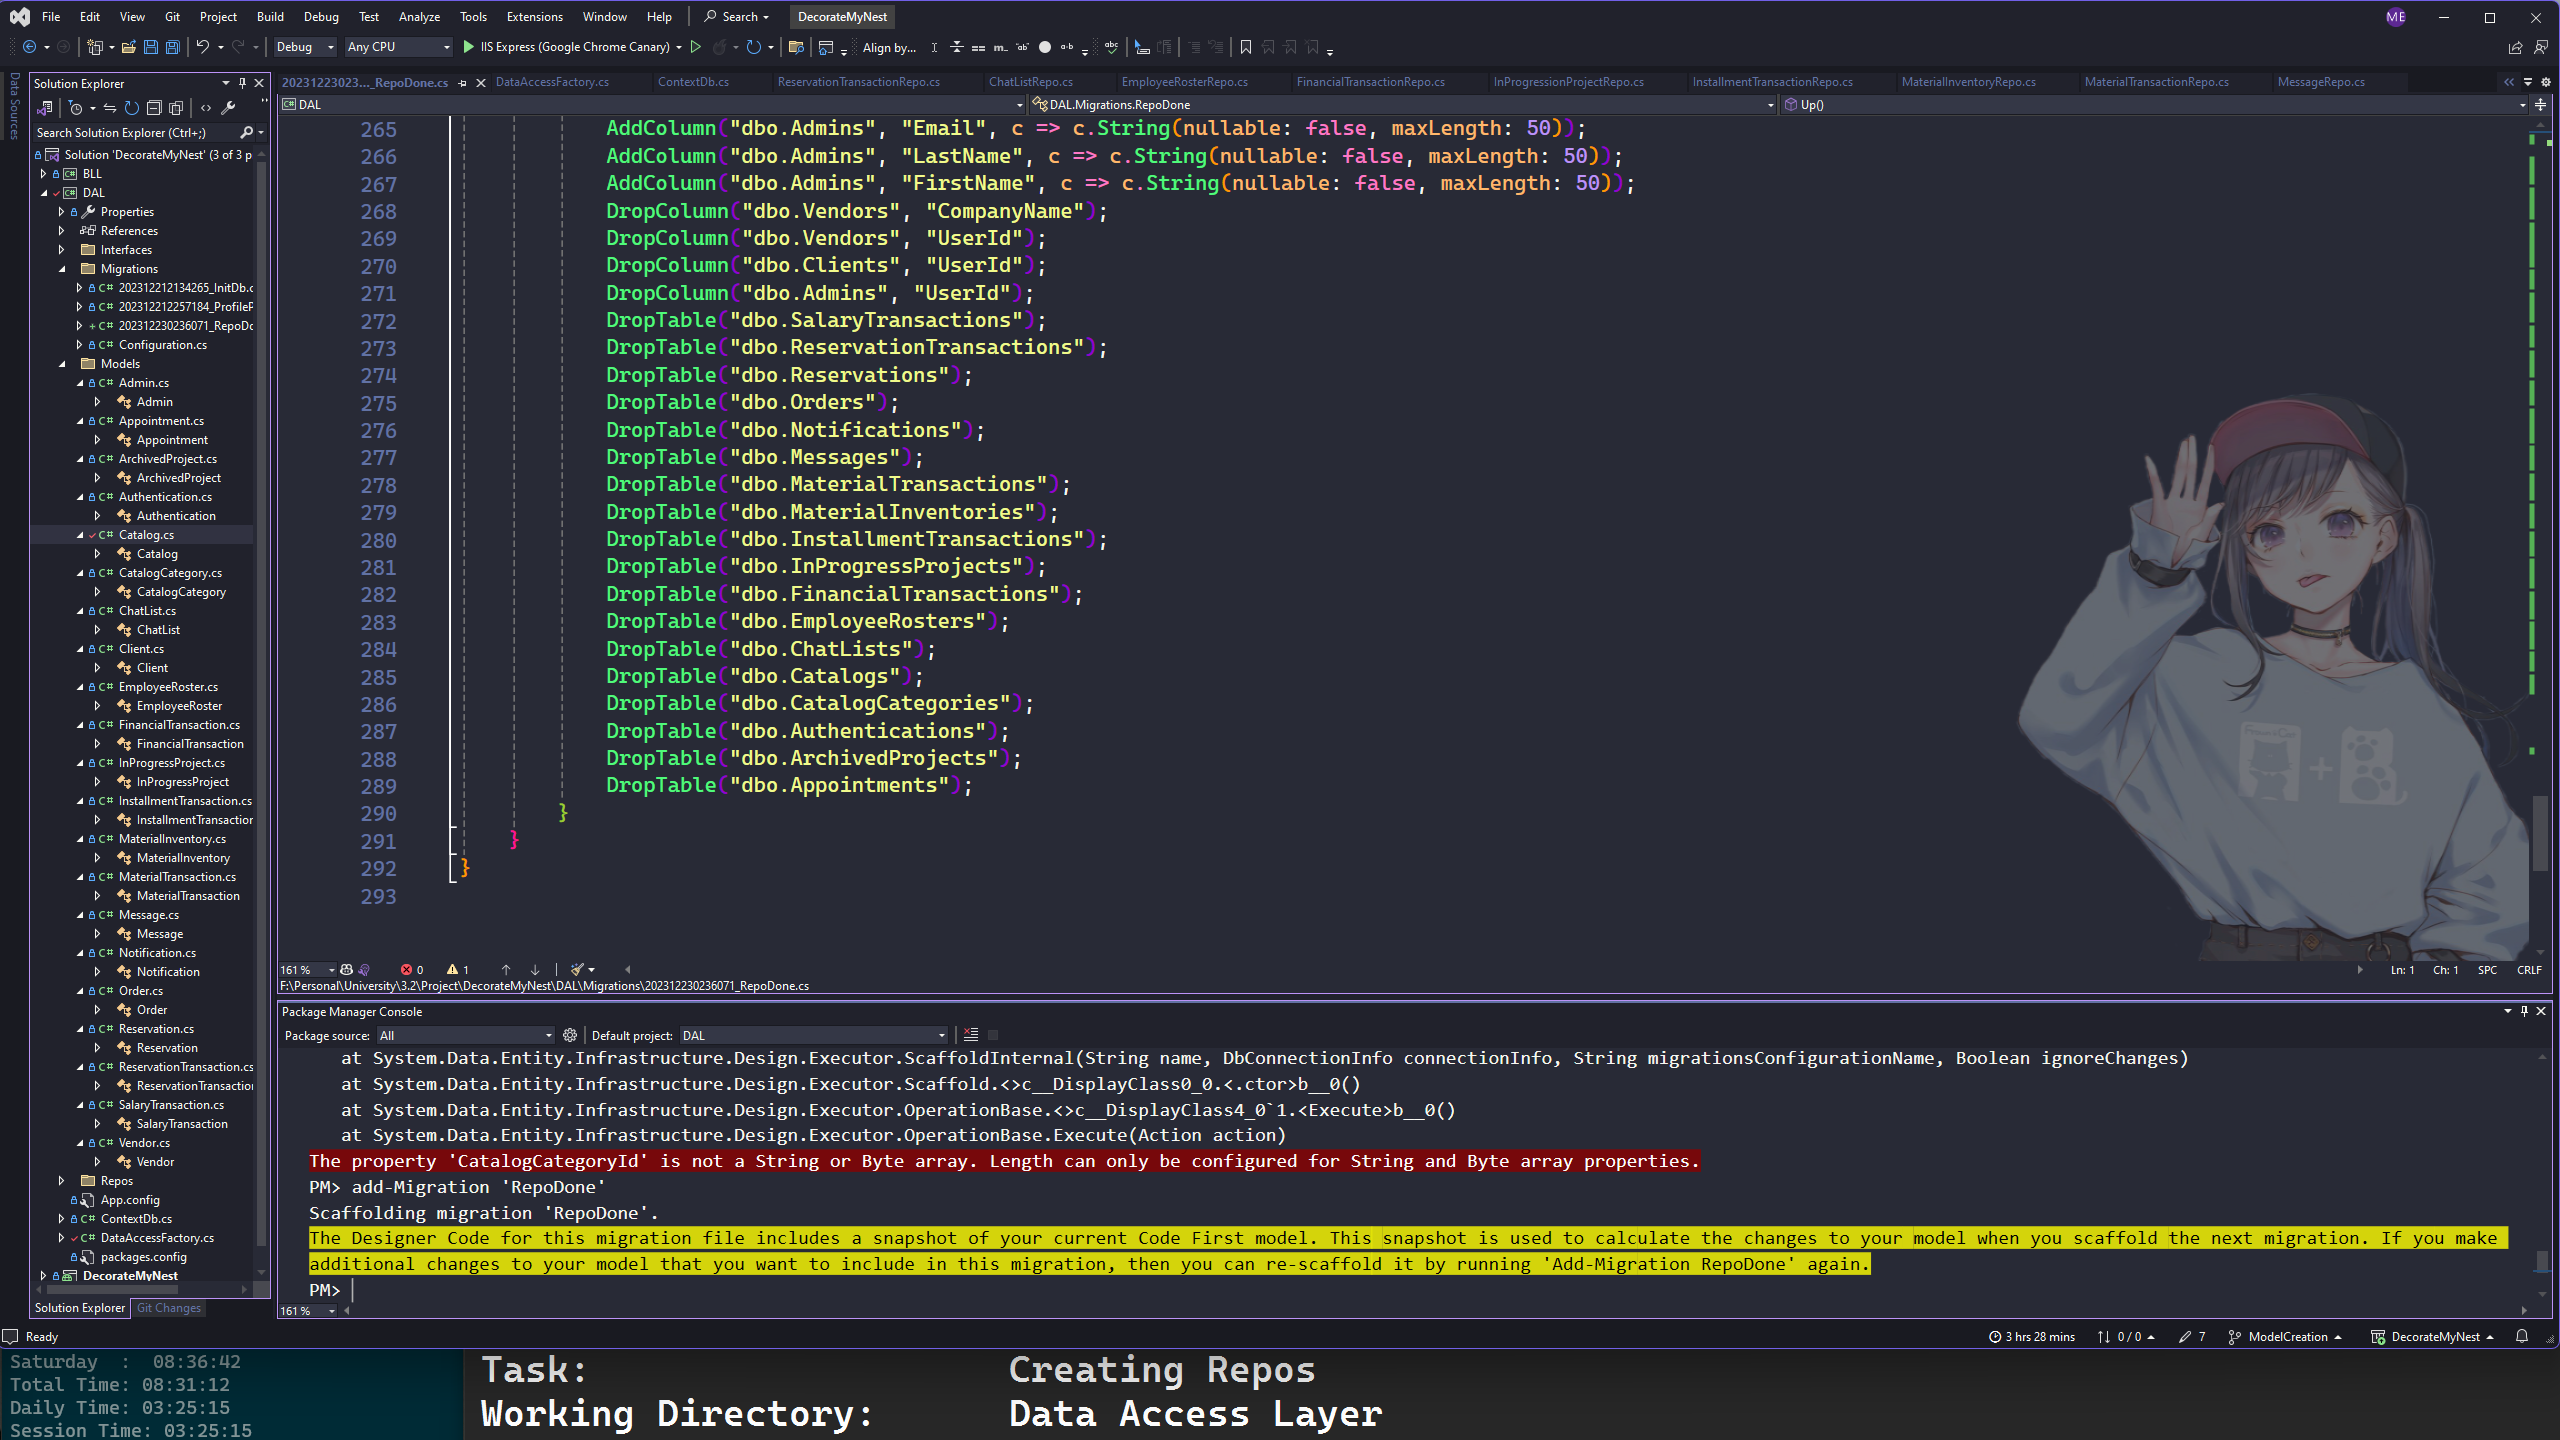 File Edit View Git Project Build Debug Test Analyze Tools Extensions Window Help Search DecorateMyNest ME
Debug Any CPU IIS Express (Google Chrome Canary) Align by...
Data Sources
Solution Explorer
Search Solution Explorer (Ctrl+;)
Solution 'DecorateMyNest' (3 of 3 p
BLL
DAL
Properties
References
Interfaces
Migrations
202312212134265_InitDb.c
202312212257184_ProfileF
202312230236071_RepoDo
Configuration.cs
Models
Admin.cs
Admin
Appointment.cs
Appointment
ArchivedProject.cs
ArchivedProject
Authentication.cs
Authentication
Catalog.cs
Catalog
CatalogCategory.cs
CatalogCategory
ChatList.cs
ChatList
Client.cs
Client
EmployeeRoster.cs
EmployeeRoster
FinancialTransaction.cs
FinancialTransaction
InProgressProject.cs
InProgressProject
InstallmentTransaction.cs
InstallmentTransaction
MaterialInventory.cs
MaterialInventory
MaterialTransaction.cs
MaterialTransaction
Message.cs
Message
Notification.cs
Notification
Order.cs
Order
Reservation.cs
Reservation
ReservationTransaction.cs
ReservationTransaction
SalaryTransaction.cs
SalaryTransaction
Vendor.cs
Vendor
Repos
App.config
ContextDb.cs
DataAccessFactory.cs
packages.config
DecorateMyNest
Solution Explorer Git Changes
20231223023..._RepoDone.cs DataAccessFactory.cs ContextDb.cs ReservationTransactionRepo.cs ChatListRepo.cs EmployeeRosterRepo.cs FinancialTransactionRepo.cs InProgressionProjectRepo.cs InstallmentTransactionRepo.cs MaterialInventoryRepo.cs MaterialTransactionRepo.cs MessageRepo.cs
DAL DAL.Migrations.RepoDone Up()
265 AddColumn("dbo.Admins", "Email", c => c.String(nullable: false, maxLength: 50));
266 AddColumn("dbo.Admins", "LastName", c => c.String(nullable: false, maxLength: 50));
267 AddColumn("dbo.Admins", "FirstName", c => c.String(nullable: false, maxLength: 50));
268 DropColumn("dbo.Vendors", "CompanyName");
269 DropColumn("dbo.Vendors", "UserId");
270 DropColumn("dbo.Clients", "UserId");
271 DropColumn("dbo.Admins", "UserId");
272 DropTable("dbo.SalaryTransactions");
273 DropTable("dbo.ReservationTransactions");
274 DropTable("dbo.Reservations");
275 DropTable("dbo.Orders");
276 DropTable("dbo.Notifications");
277 DropTable("dbo.Messages");
278 DropTable("dbo.MaterialTransactions");
279 DropTable("dbo.MaterialInventories");
280 DropTable("dbo.InstallmentTransactions");
281 DropTable("dbo.InProgressProjects");
282 DropTable("dbo.FinancialTransactions");
283 DropTable("dbo.EmployeeRosters");
284 DropTable("dbo.ChatLists");
285 DropTable("dbo.Catalogs");
286 DropTable("dbo.CatalogCategories");
287 DropTable("dbo.Authentications");
288 DropTable("dbo.ArchivedProjects");
289 DropTable("dbo.Appointments");
290 }
291 }
292 }
293
161 % 0 1 Ln: 1 Ch: 1 SPC CRLF
F:\Personal\University\3.2\Project\DecorateMyNest\DAL\Migrations\202312230236071_RepoDone.cs
Package Manager Console
Package source: All Default project: DAL
at System.Data.Entity.Infrastructure.Design.Executor.ScaffoldInternal(String name, DbConnectionInfo connectionInfo, String migrationsConfigurationName, Boolean ignoreChanges)
at System.Data.Entity.Infrastructure.Design.Executor.Scaffold.<>c__DisplayClass0_0.<.ctor>b__0()
at System.Data.Entity.Infrastructure.Design.Executor.OperationBase.<>c__DisplayClass4_0`1.<Execute>b__0()
at System.Data.Entity.Infrastructure.Design.Executor.OperationBase.Execute(Action action)
The property 'CatalogCategoryId' is not a String or Byte array. Length can only be configured for String and Byte array properties.
PM> add-Migration 'RepoDone'
Scaffolding migration 'RepoDone'.
The Designer Code for this migration file includes a snapshot of your current Code First model. This snapshot is used to calculate the changes to your model when you scaffold the next migration. If you make
additional changes to your model that you want to include in this migration, then you can re-scaffold it by running 'Add-Migration RepoDone' again.
PM>
161 %
Ready 3 hrs 28 mins 0 / 0 7 ModelCreation DecorateMyNest
Saturday : 08:36:42
Total Time: 08:31:12
Daily Time: 03:25:15
Session Time: 03:25:15
Task: Creating Repos
Working Directory: Data Access Layer